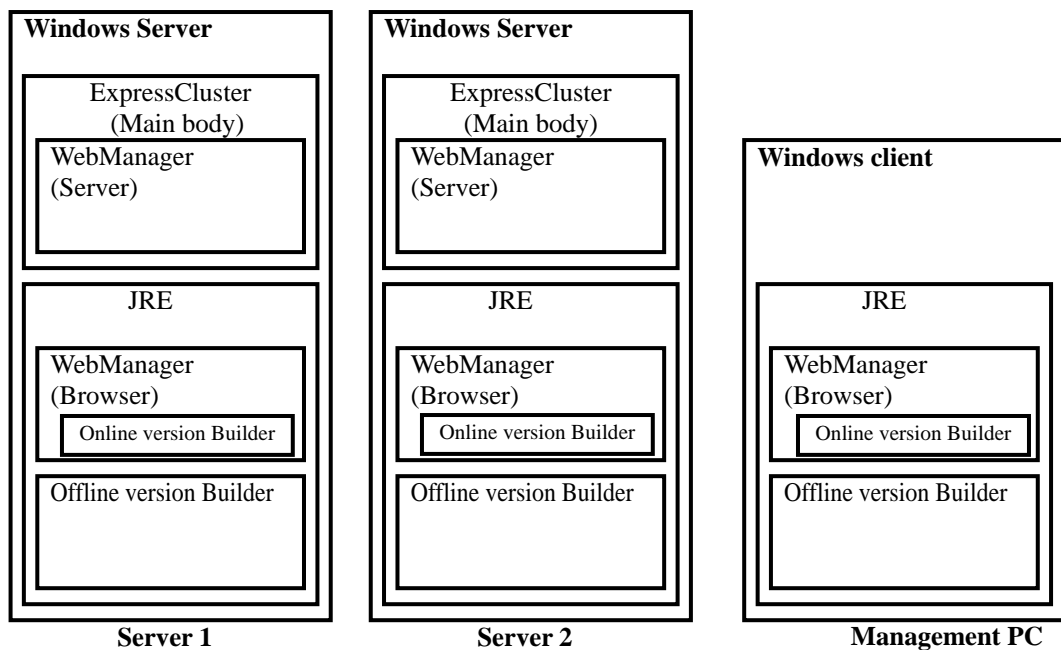 Windows Server
ExpressCluster
(Main body)
WebManager
(Server)
JRE
WebManager
(Browser)
Online version Builder
Offline version Builder
Server 1
Windows Server
ExpressCluster
(Main body)
WebManager
(Server)
JRE
WebManager
(Browser)
Online version Builder
Offline version Builder
Server 2
Windows client
JRE
WebManager
(Browser)
Online version Builder
Offline version Builder
Management PC